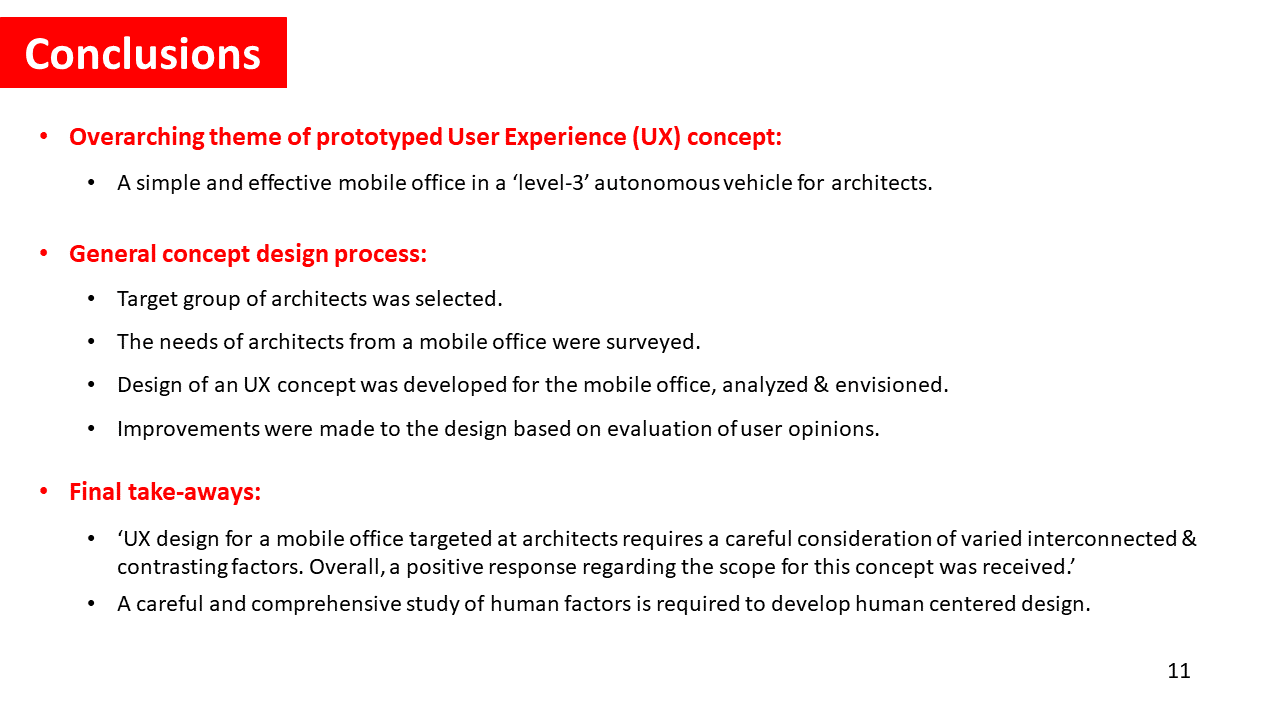 Conclusions
• Overarching theme of prototyped User Experience (UX) concept:
• A simple and effective mobile office in a ‘level-3’ autonomous vehicle for architects.
• General concept design process:
• Target group of architects was selected.
• The needs of architects from a mobile office were surveyed.
• Design of an UX concept was developed for the mobile office, analyzed & envisioned.
• Improvements were made to the design based on evaluation of user opinions.
• Final take-aways:
• ‘UX design for a mobile office targeted at architects requires a careful consideration of varied interconnected &
contrasting factors. Overall, a positive response regarding the scope for this concept was received.’
• A careful and comprehensive study of human factors is required to develop human centered design.
11